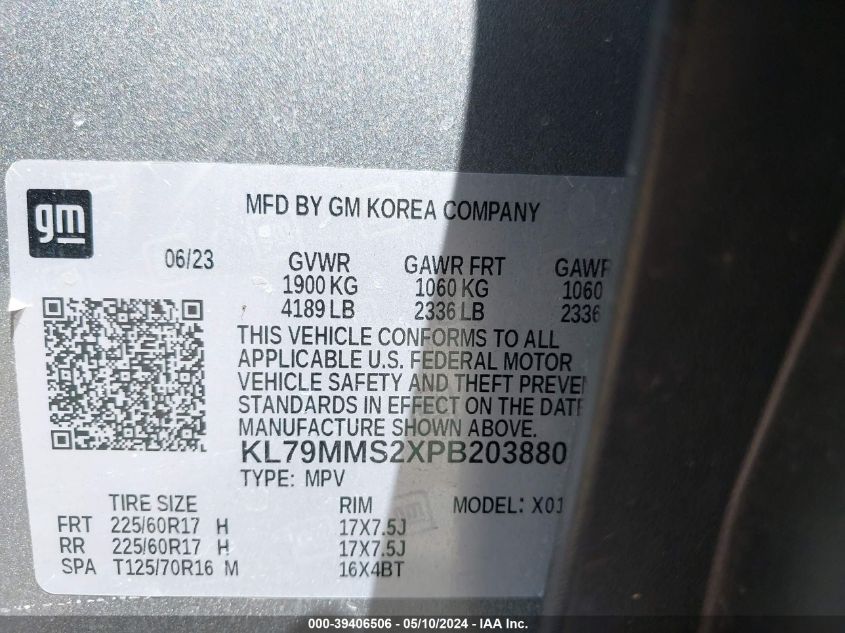 gm
MFD BY GM KOREA COMPANY
06/23 GVWR GAWR FRT GAWR
1900 KG 1060 KG 1060
4189 LB 2336 LB 2336
THIS VEHICLE CONFORMS TO ALL
APPLICABLE U.S. FEDERAL MOTOR
VEHICLE SAFETY AND THEFT PREVEN
STANDARDS IN EFFECT ON THE DATE
MANUFACTURE SHOWN ABOVE.
KL79MMS2XPB203880
TYPE: MPV
TIRE SIZE RIM MODEL: X01
FRT 225/60R17 H 17X7.5J
RR 225/60R17 H 17X7.5J
SPA T125/70R16 M 16X4BT
gm
000-39406506 - 05/10/2024 - IAA Inc.